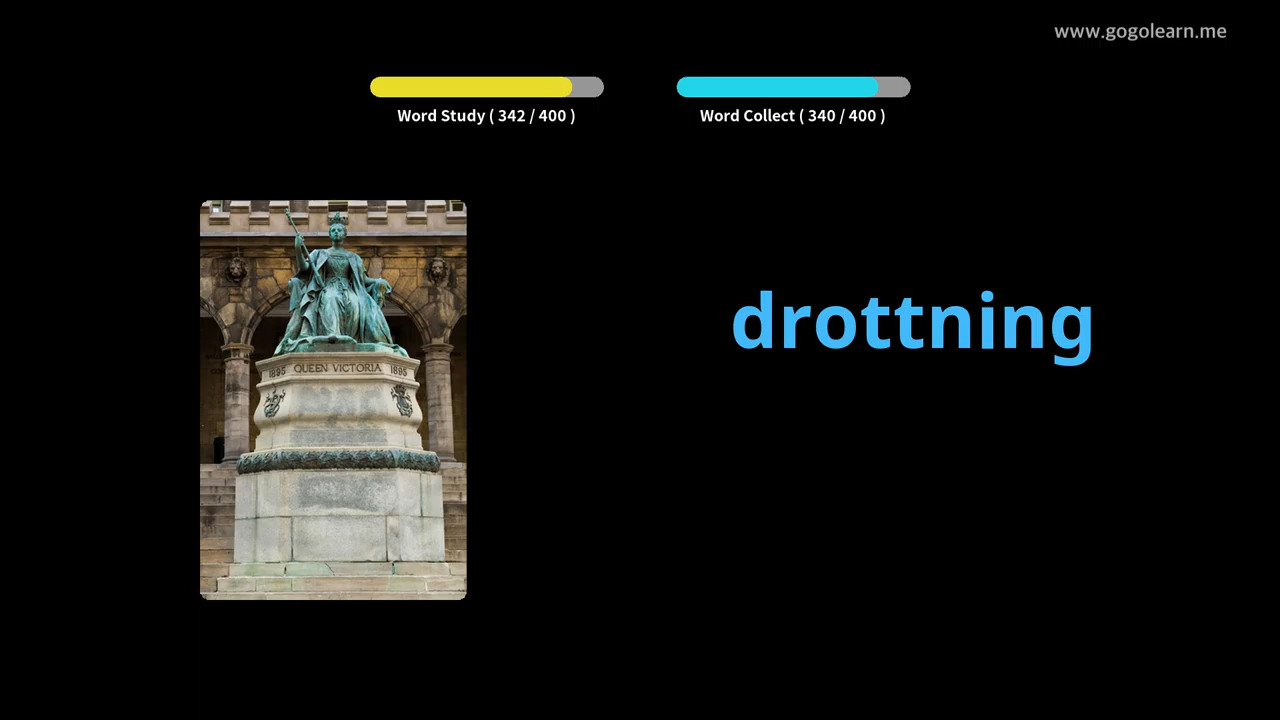 www.gogolearn.me
Word Study ( 342 / 400 )
Word Collect ( 340 / 400 )
drottning
1895 QUEEN VICTORIA 1895